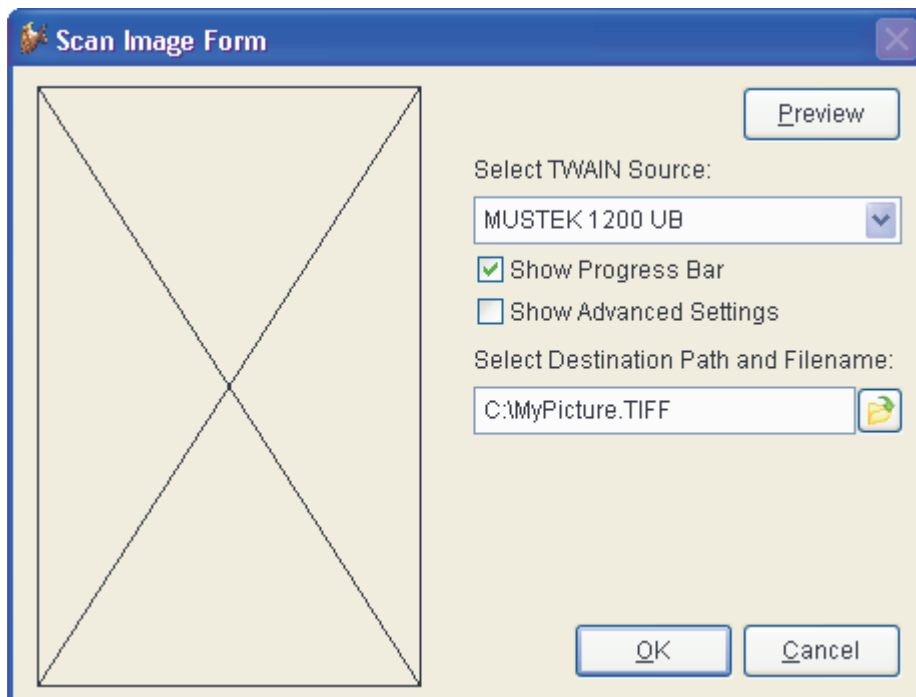 Scan Image Form
Preview
Select TWAIN Source:
MUSTEK 1200 UB
Show Progress Bar
Show Advanced Settings
Select Destination Path and Filename:
C:\MyPicture.TIFF
OK
Cancel